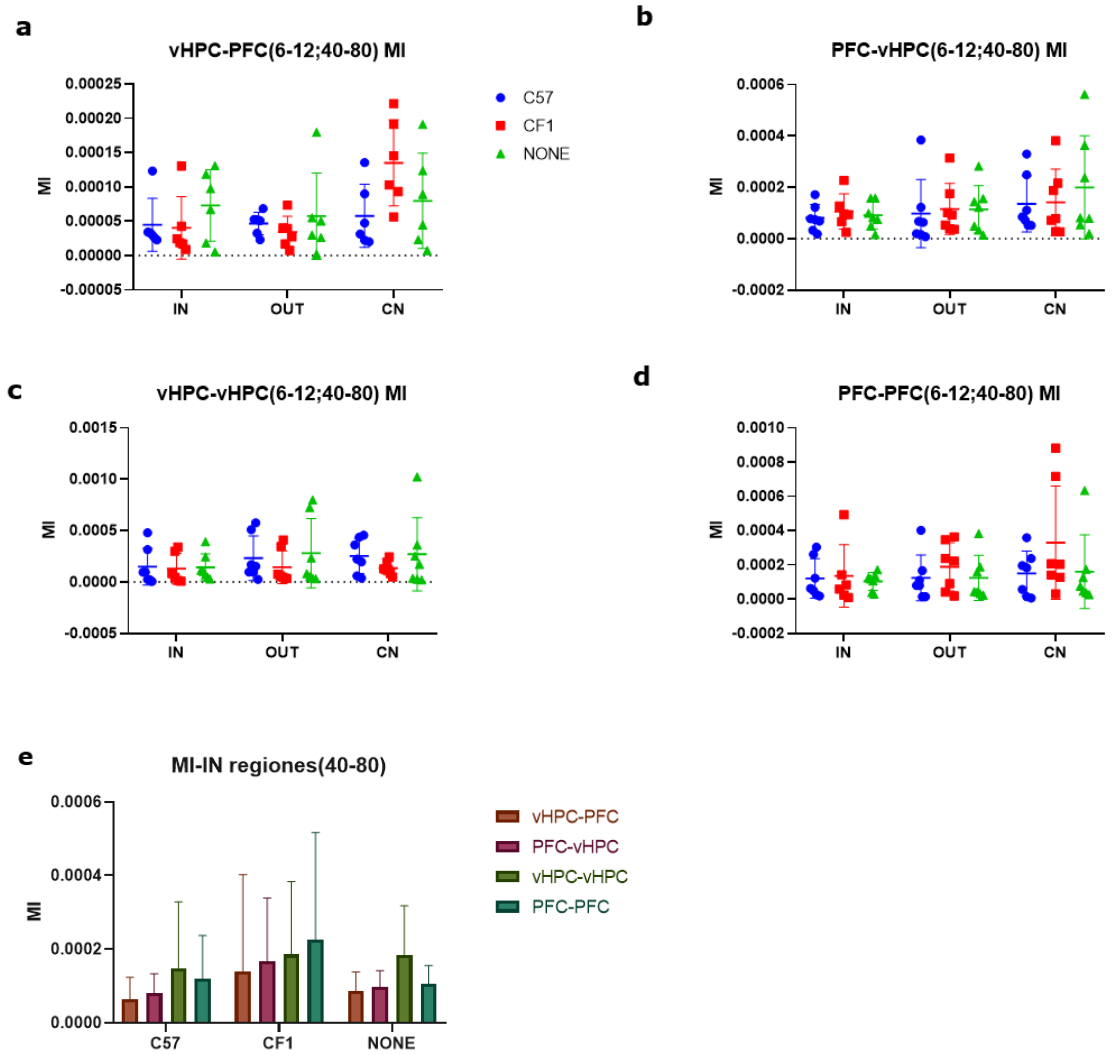 a
vHPC-PFC(6-12;40-80) MI
MI
0.00025
0.00020
0.00015
0.00010
0.00005
0.00000
-0.00005
IN OUT CN
C57
CF1
NONE
b
PFC-vHPC(6-12;40-80) MI
MI
0.0006
0.0004
0.0002
0.0000
-0.0002
IN OUT CN
c
vHPC-vHPC(6-12;40-80) MI
MI
0.0015
0.0010
0.0005
0.0000
-0.0005
IN OUT CN
d
PFC-PFC(6-12;40-80) MI
MI
0.0010
0.0008
0.0006
0.0004
0.0002
0.0000
-0.0002
IN OUT CN
e
MI-IN regiones(40-80)
MI
0.0006
0.0004
0.0002
0.0000
C57 CF1 NONE
vHPC-PFC
PFC-vHPC
vHPC-vHPC
PFC-PFC